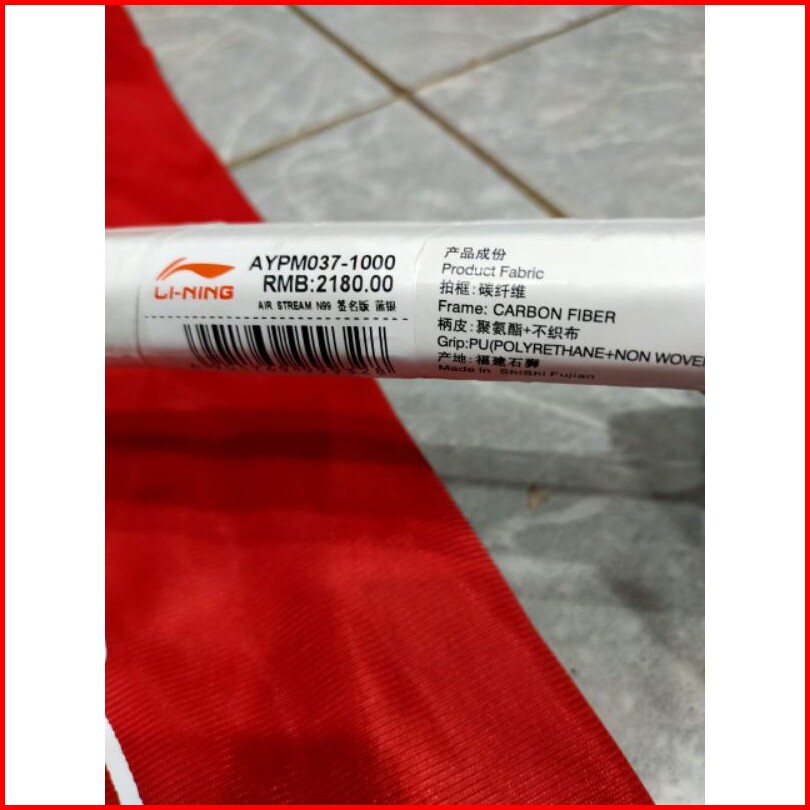 LI-NING
AYPM037-1000
RMB:2180.00
AIR STREAM N99 签名版 蓝银
产品成份
Product Fabric
拍框:碳纤维
Frame: CARBON FIBER
柄皮:聚氨酯+不织布
Grip:PU(POLYRETHANE+NON WOVEN
产地:福建石狮
Made in ShiShi Fujian